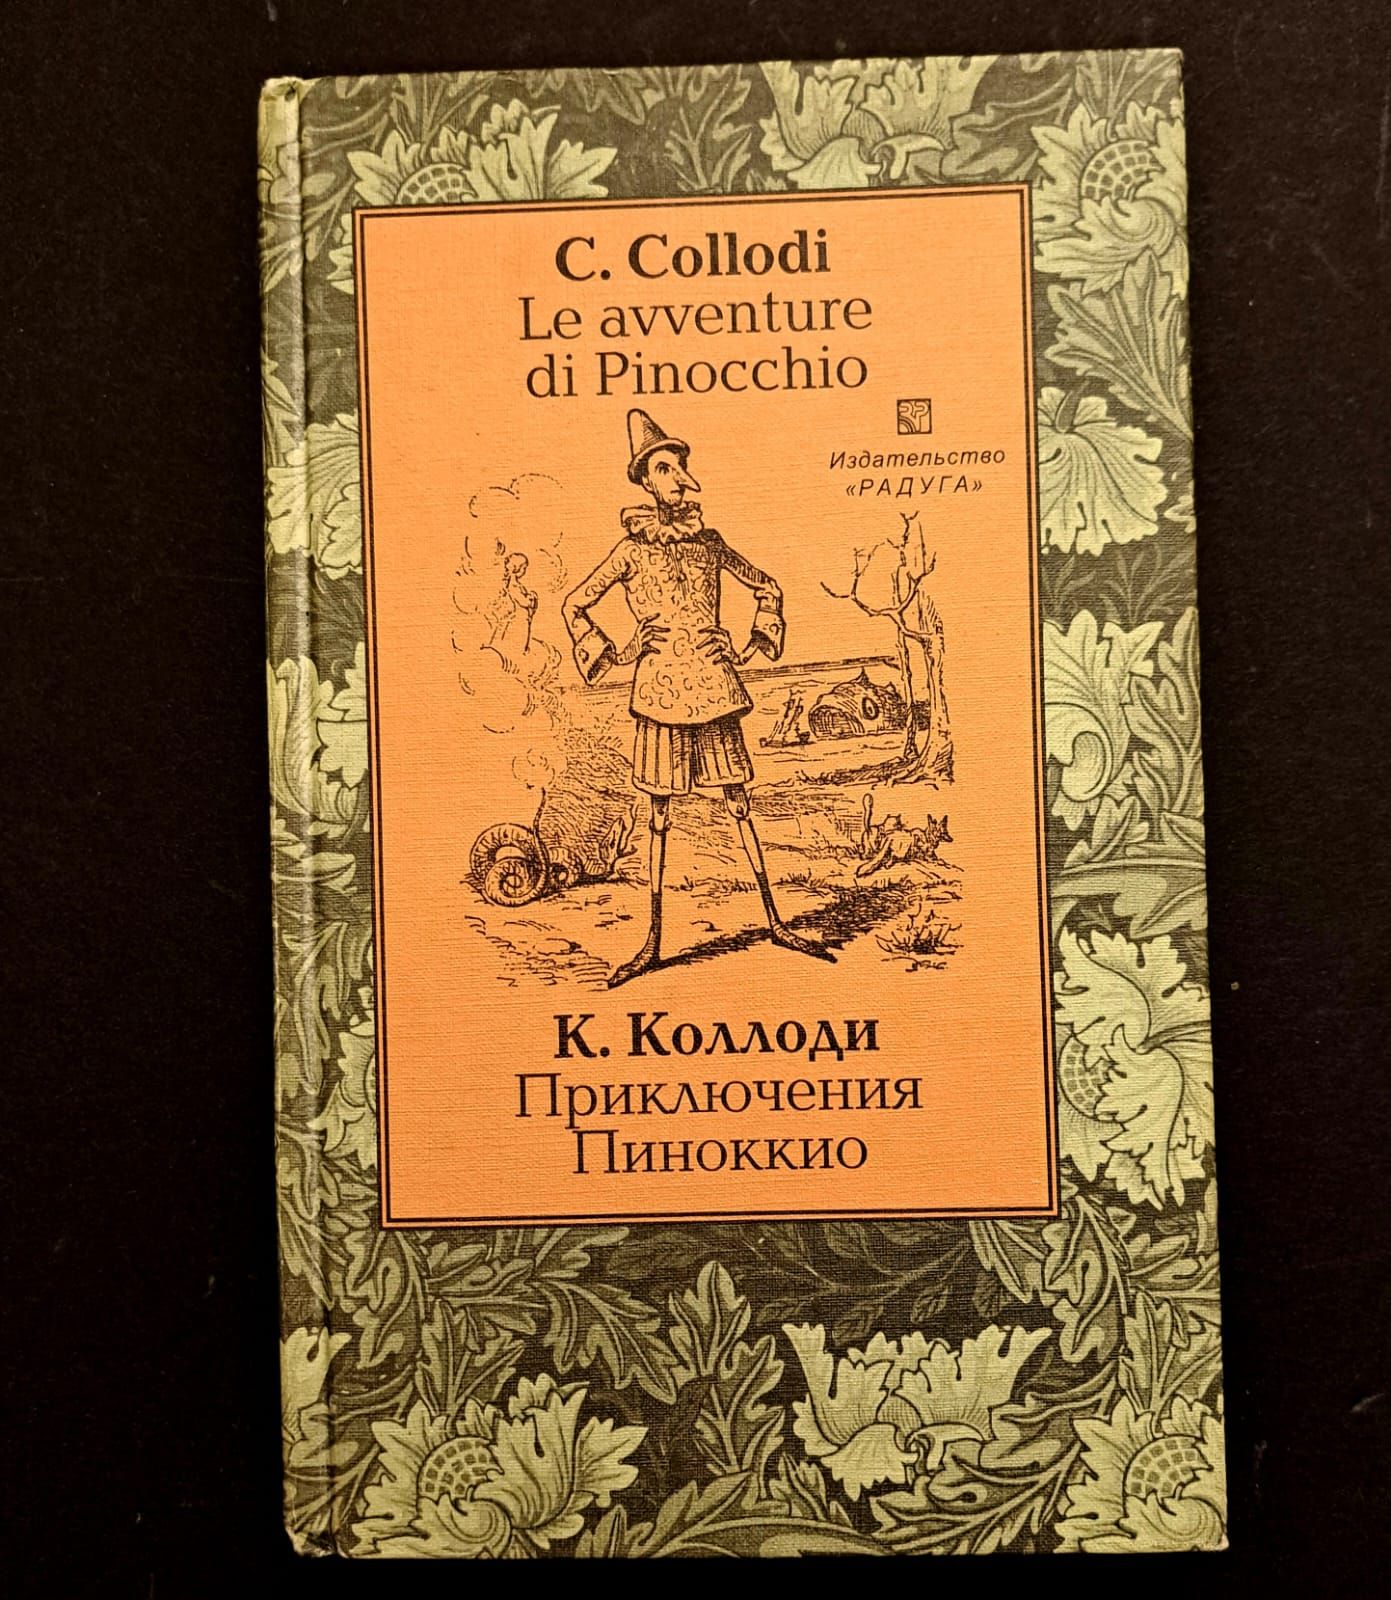 C. Collodi
Le avventure
di Pinocchio
Издательство
«РАДУГА»
К. Коллоди
Приключения
Пиноккио